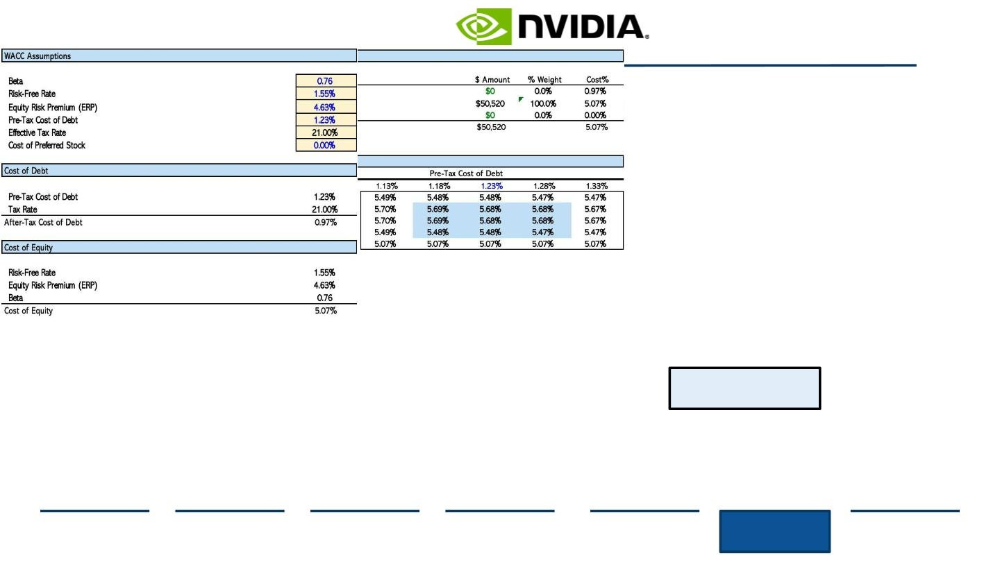 NVIDIA.
WACC Assumptions
Beta 0.76
Risk-Free Rate 1.55%
Equity Risk Premium (ERP) 4.63%
Pre-Tax Cost of Debt 1.23%
Effective Tax Rate 21.00%
Cost of Preferred Stock 0.00%
Cost of Debt
Pre-Tax Cost of Debt 1.23%
Tax Rate 21.00%
After-Tax Cost of Debt 0.97%
Cost of Equity
Risk-Free Rate 1.55%
Equity Risk Premium (ERP) 4.63%
Beta 0.76
Cost of Equity 5.07%
$ Amount % Weight Cost%
$0 0.0% 0.97%
$50,520 100.0% 5.07%
$0 0.0% 0.00%
$50,520 5.07%
Pre-Tax Cost of Debt
1.13% 1.18% 1.23% 1.28% 1.33%
5.49% 5.48% 5.48% 5.47% 5.47%
5.70% 5.69% 5.68% 5.68% 5.67%
5.70% 5.69% 5.68% 5.68% 5.67%
5.49% 5.48% 5.48% 5.47% 5.47%
5.07% 5.07% 5.07% 5.07% 5.07%